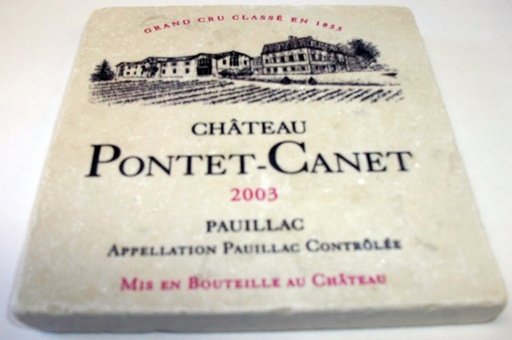 GRAND CRU CLASSÉ EN 1855
CHÂTEAU
PONTET-CANET
2003
PAUILLAC
APPELLATION PAUILLAC CONTRÔLÉE
MIS EN BOUTEILLE AU CHÂTEAU